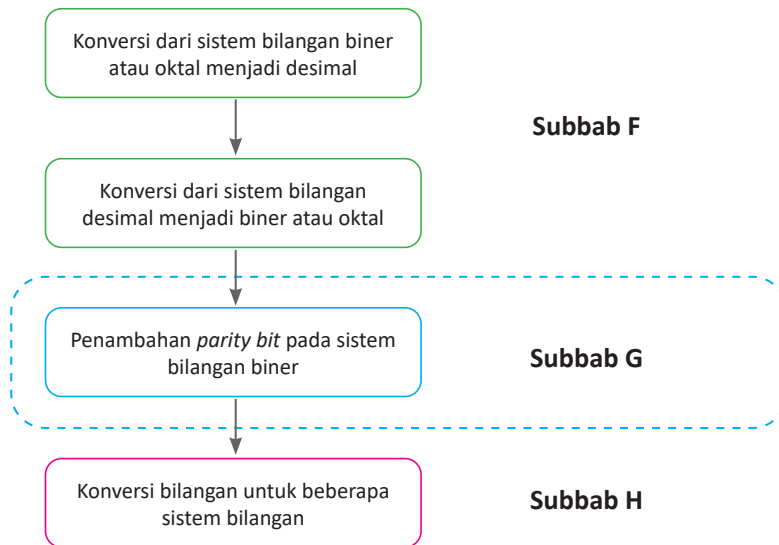 Konversi dari sistem bilangan biner
atau oktal menjadi desimal
Subbab F
Konversi dari sistem bilangan
desimal menjadi biner atau oktal
Penambahan parity bit pada sistem
bilangan biner
Subbab G
Konversi bilangan untuk beberapa
sistem bilangan
Subbab H